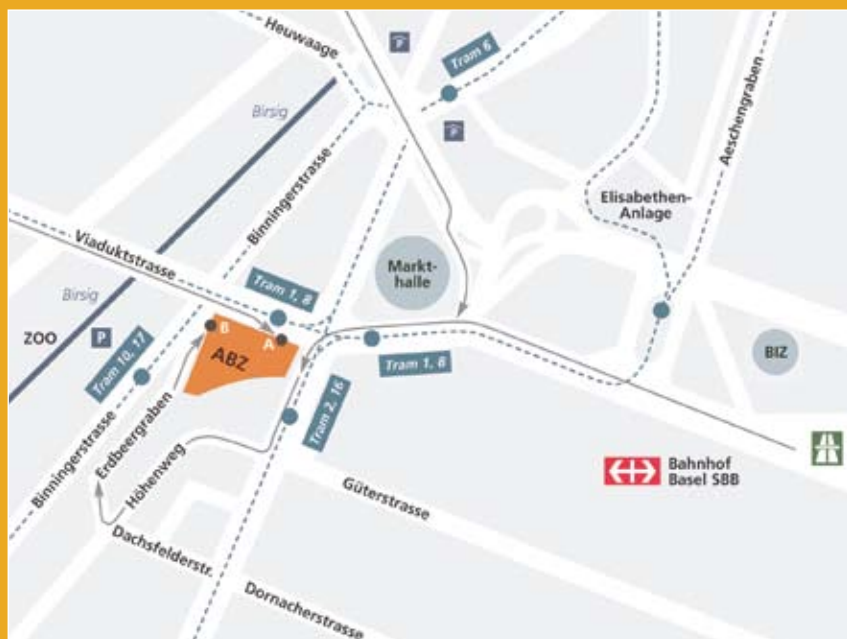 Heuwaage
P
Tram 6
Birsig
P
Aeschengraben
Binningerstrasse
Elisabethen-
Anlage
Viaduktstrasse
Markt-
halle
Tram 1, 8
Birsig
ZOO
P
B
A
ABZ
Tram 10, 17
Tram 1, 8
BIZ
Tram 2, 16
Erdbeergraben
Binningerstrasse
Höhenweg
Bahnhof
Basel SBB
Güterstrasse
Dachsfelderstr.
Dornacherstrasse